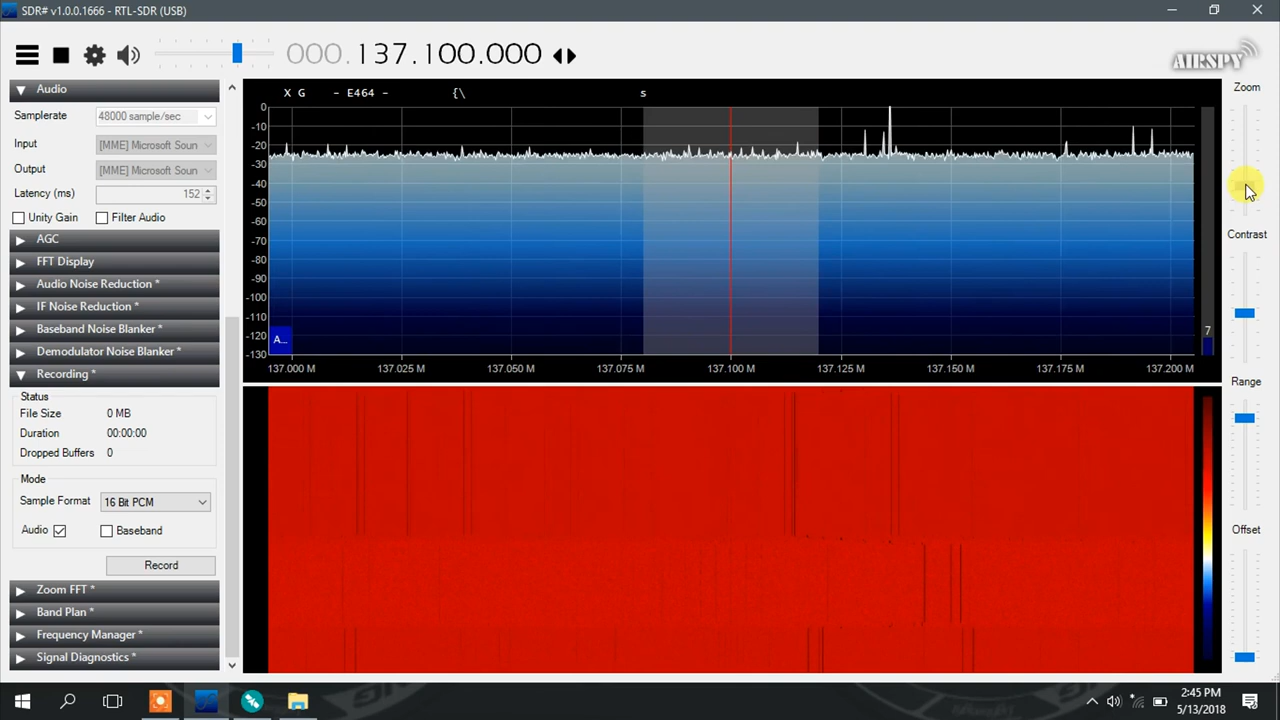 SDR# v1.0.0.1666 - RTL-SDR (USB)
000.137.100.000
AIRSPY
Audio
Samplerate 48000 sample/sec
Input [MME] Microsoft Soun
Output [MME] Microsoft Soun
Latency (ms) 152
Unity Gain Filter Audio
AGC
FFT Display
Audio Noise Reduction *
IF Noise Reduction *
Baseband Noise Blanker *
Demodulator Noise Blanker *
Recording *
Status
File Size 0 MB
Duration 00:00:00
Dropped Buffers 0
Mode
Sample Format 16 Bit PCM
Audio Baseband
Record
Zoom FFT *
Band Plan *
Frequency Manager *
Signal Diagnostics *
X G - E464 - {\ s
0
-10
-20
-30
-40
-50
-60
-70
-80
-90
-100
-110
-120
-130
A...
7
137.000 M 137.025 M 137.050 M 137.075 M 137.100 M 137.125 M 137.150 M 137.175 M 137.200 M
Zoom
Contrast
Range
Offset
2:45 PM
5/13/2018